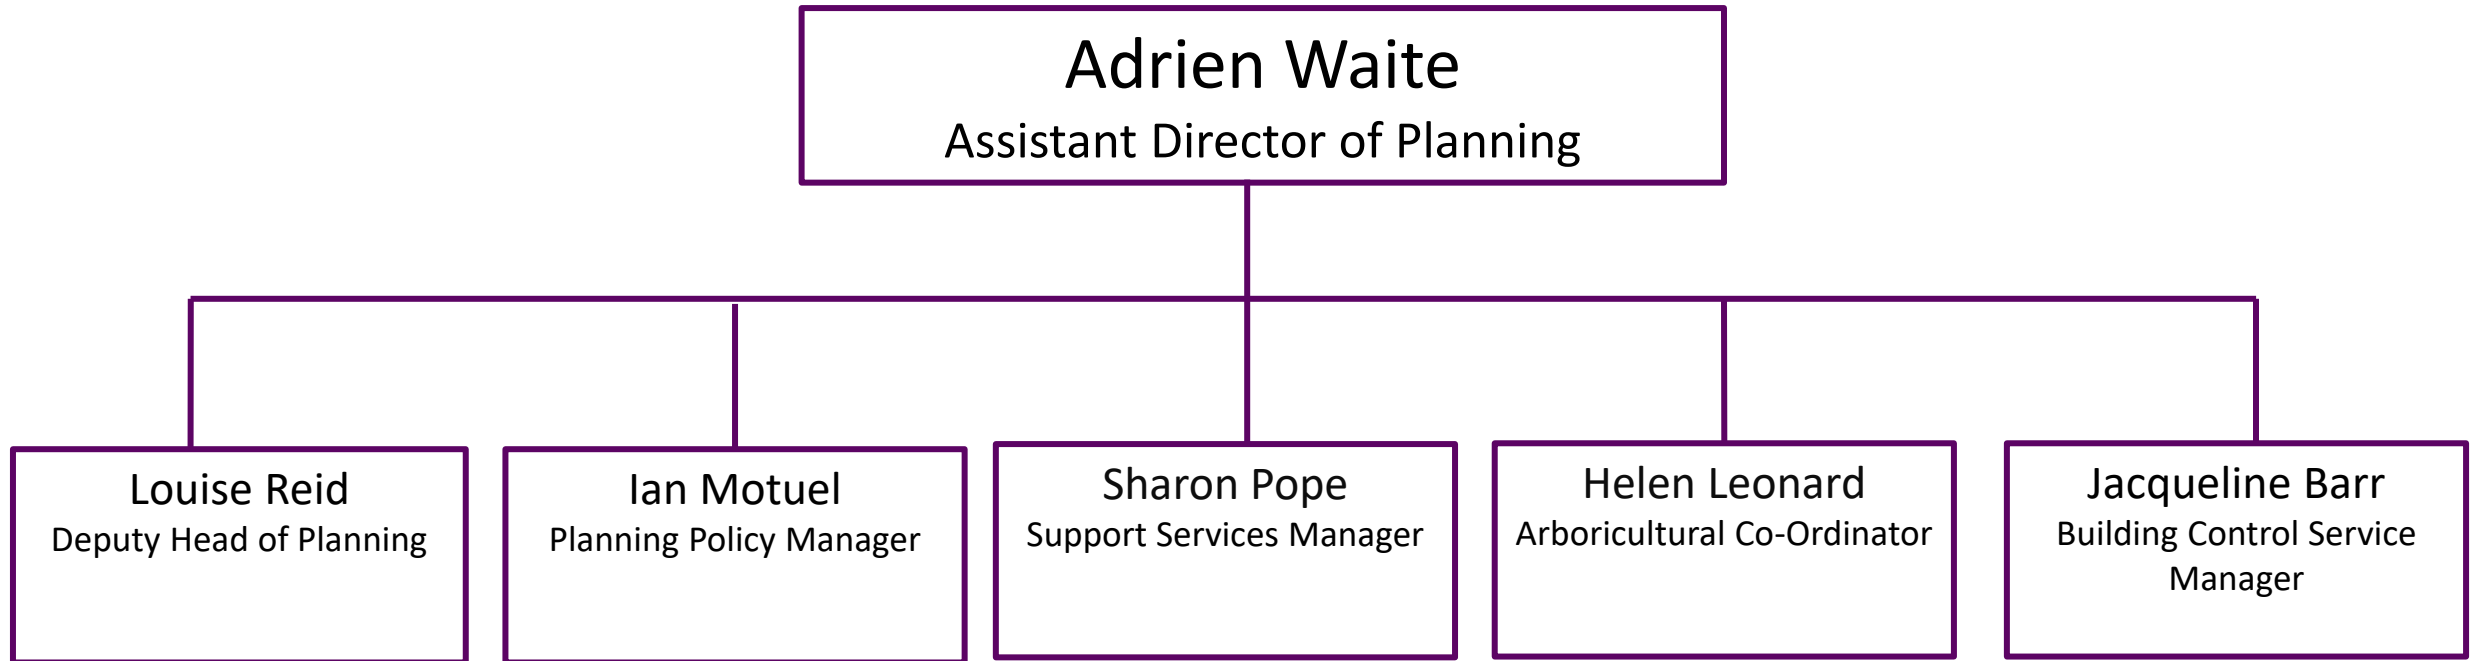 Adrien Waite
Assistant Director of Planning
Louise Reid
Deputy Head of Planning
Ian Motuel
Planning Policy Manager
Sharon Pope
Support Services Manager
Helen Leonard
Arboricultural Co-Ordinator
Jacqueline Barr
Building Control Service
Manager